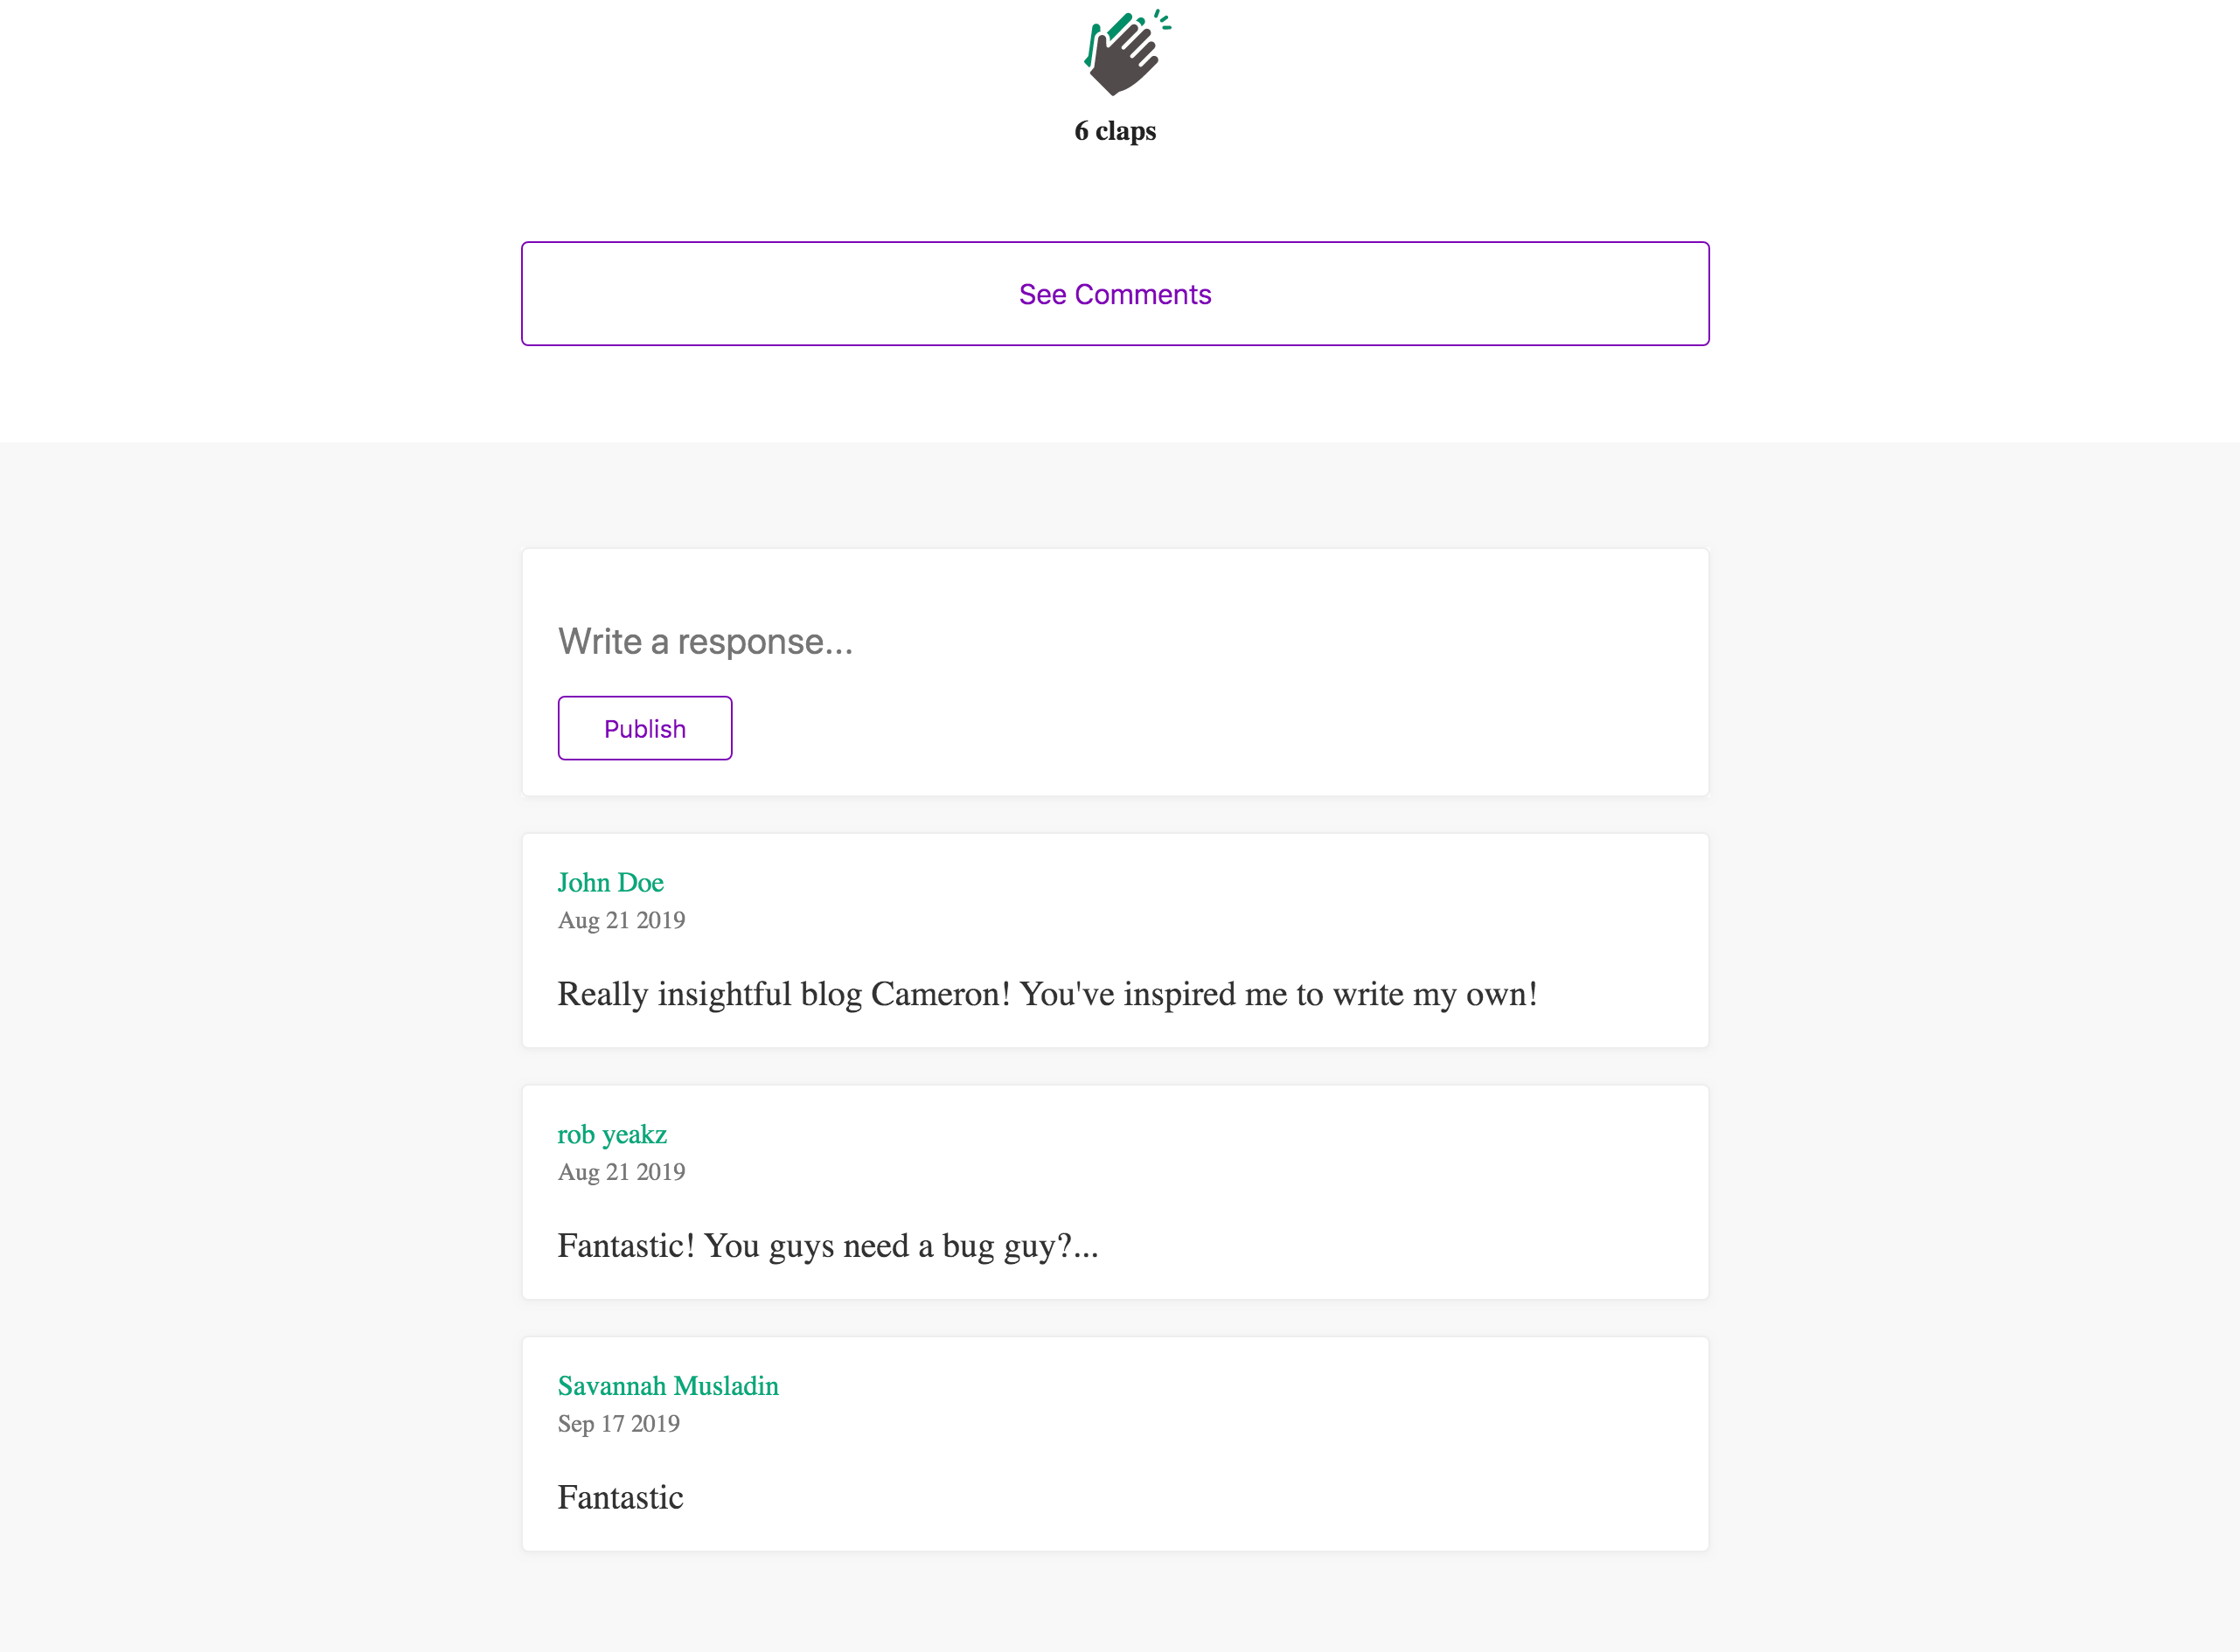 6 claps
See Comments
Write a response...
Publish
John Doe
Aug 21 2019
Really insightful blog Cameron! You've inspired me to write my own!
rob yeakz
Aug 21 2019
Fantastic! You guys need a bug guy?...
Savannah Musladin
Sep 17 2019
Fantastic